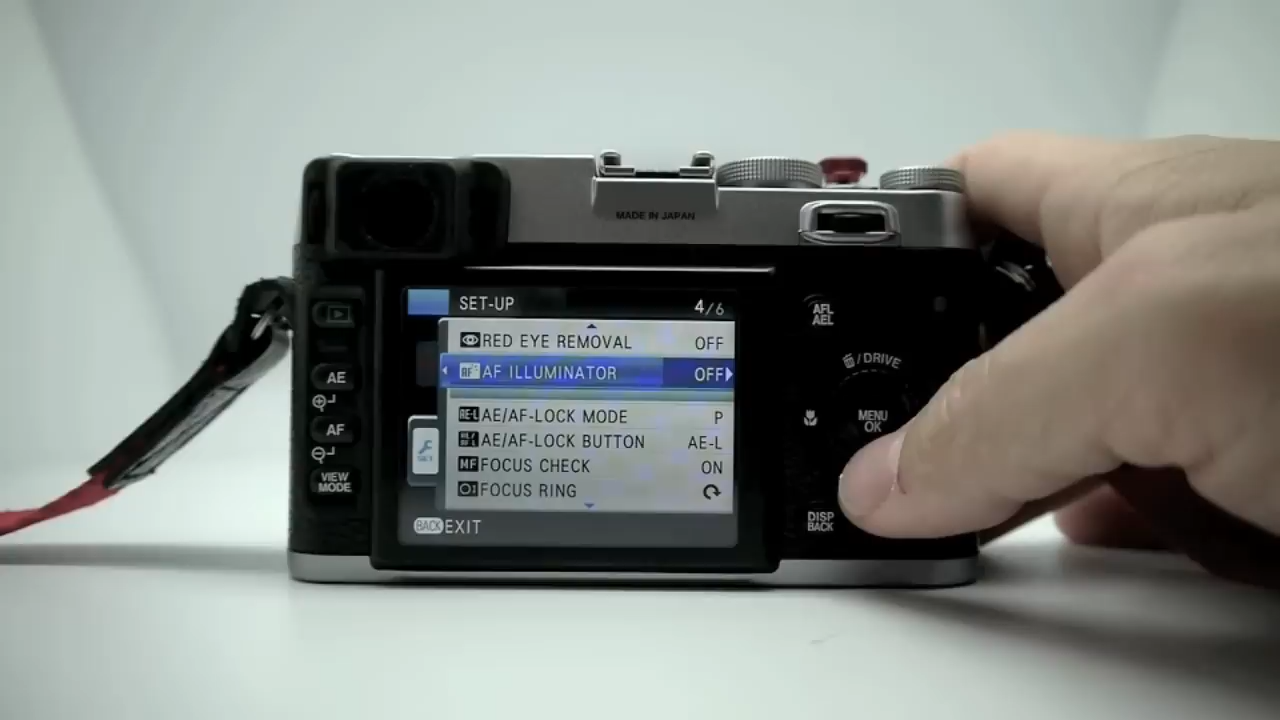 MADE IN JAPAN
SET-UP 4/6
RED EYE REMOVAL OFF
AF ILLUMINATOR OFF
AE/AF-LOCK MODE P
AE/AF-LOCK BUTTON AE-L
MF FOCUS CHECK ON
FOCUS RING
BACK EXIT
AE
AF
VIEW
MODE
AFL
AEL
/DRIVE
MENU
OK
DISP
BACK